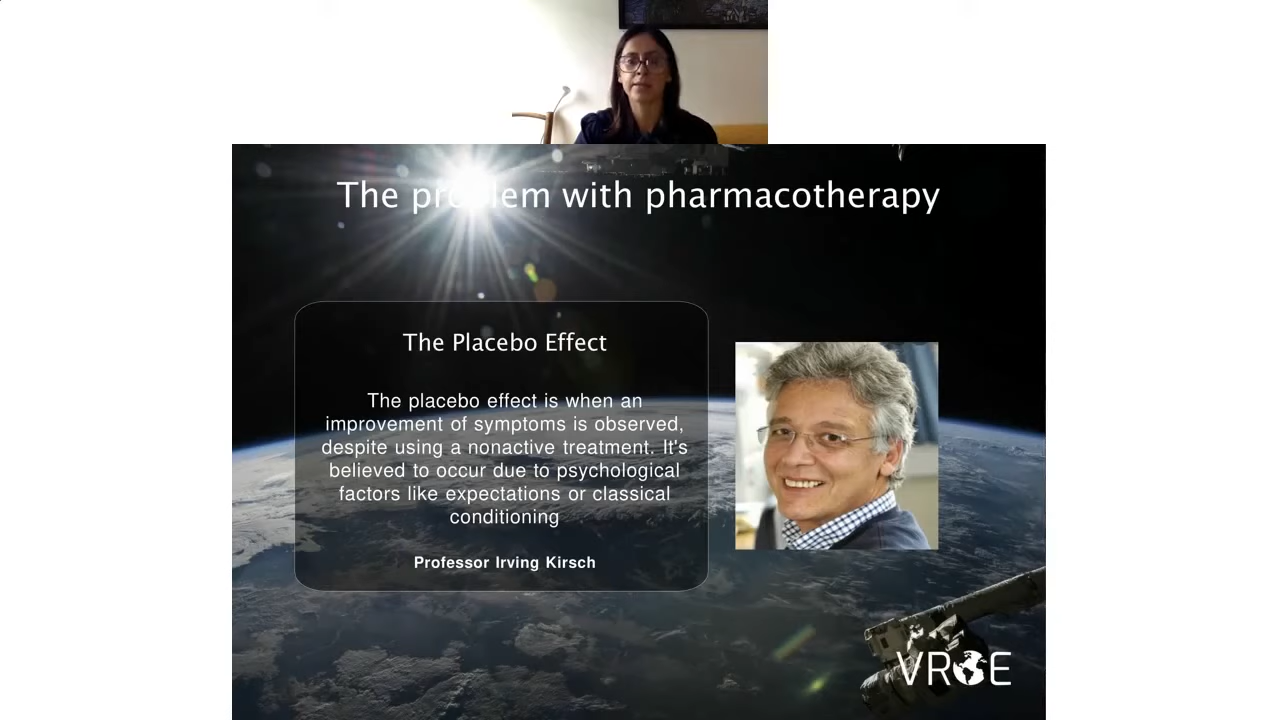 The problem with pharmacotherapy
The Placebo Effect
The placebo effect is when an
improvement of symptoms is observed,
despite using a nonactive treatment. It's
believed to occur due to psychological
factors like expectations or classical
conditioning
Professor Irving Kirsch
VROE